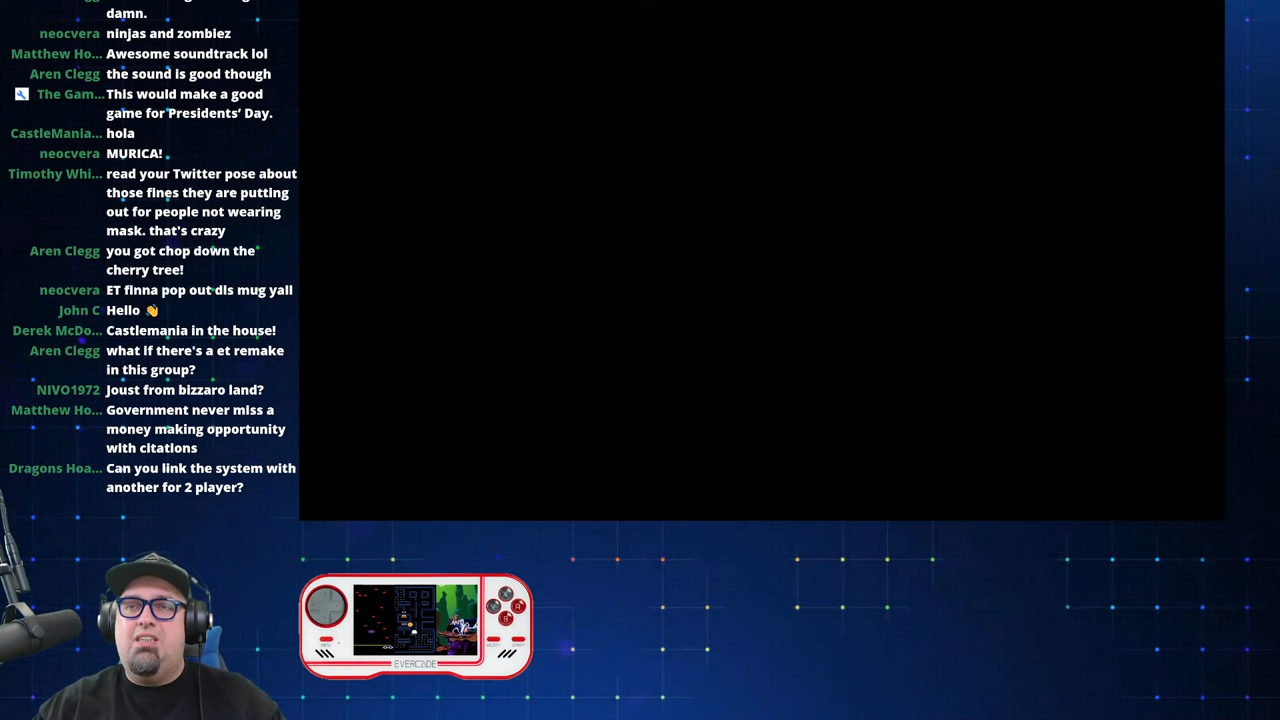 damn.
neocvera ninjas and zombiez
Matthew Ho... Awesome soundtrack lol
Aren Clegg the sound is good though
The Gam... This would make a good
game for Presidents’ Day.
CastleMania... hola
neocvera MURICA!
Timothy Whi... read your Twitter pose about
those fines they are putting
out for people not wearing
mask. that's crazy
Aren Clegg you got chop down the
cherry tree!
neocvera ET finna pop out dis mug yall
John C Hello 👋
Derek McDo... Castlemania in the house!
Aren Clegg what if there's a et remake
in this group?
NIVO1972 Joust from bizzaro land?
Matthew Ho... Government never miss a
money making opportunity
with citations
Dragons Hoa... Can you link the system with
another for 2 player?
EVERCADE